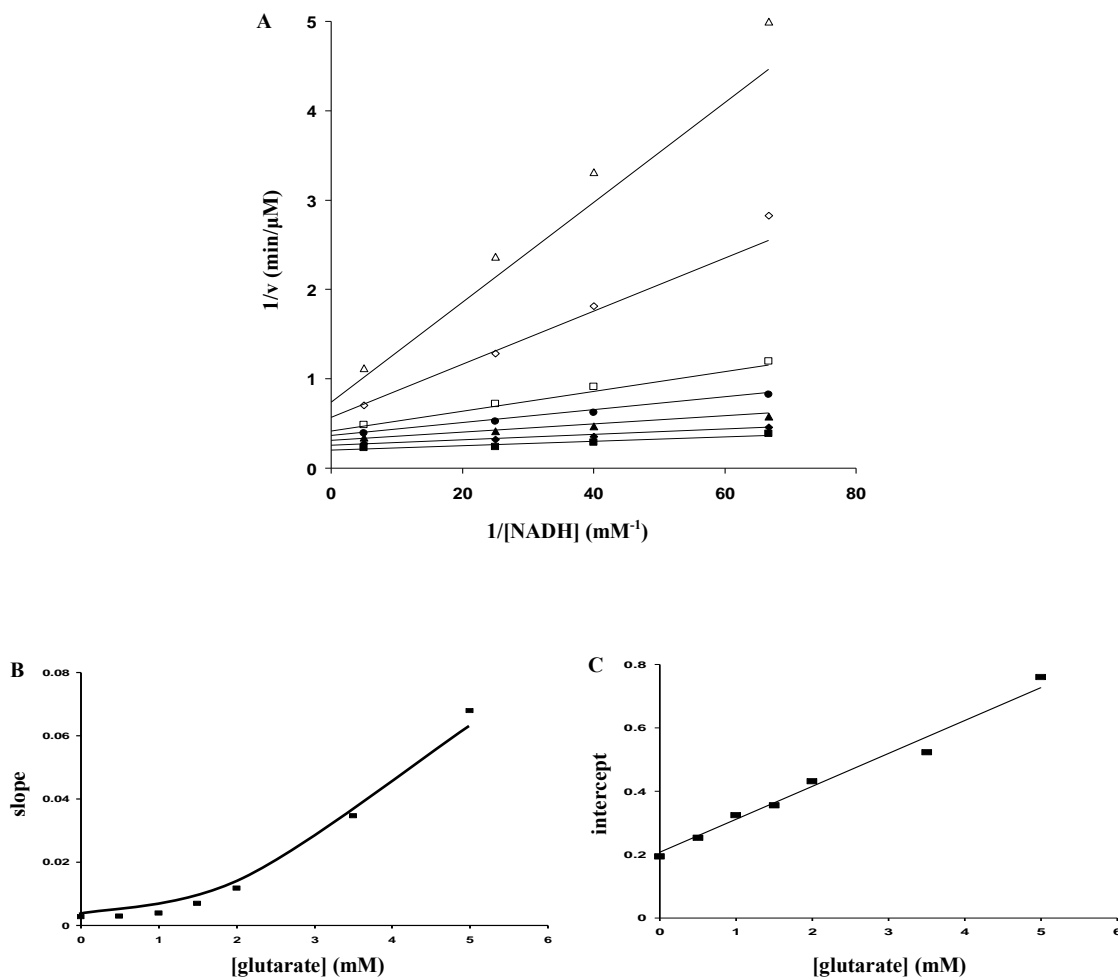 A
5
4
3
2
1
0
1/v (min/µM)
0 20 40 60 80
1/[NADH] (mM-1)
B
0.08
0.06
0.04
0.02
0
slope
0 1 2 3 4 5 6
[glutarate] (mM)
C
0.8
0.6
0.4
0.2
0
intercept
0 1 2 3 4 5 6
[glutarate] (mM)